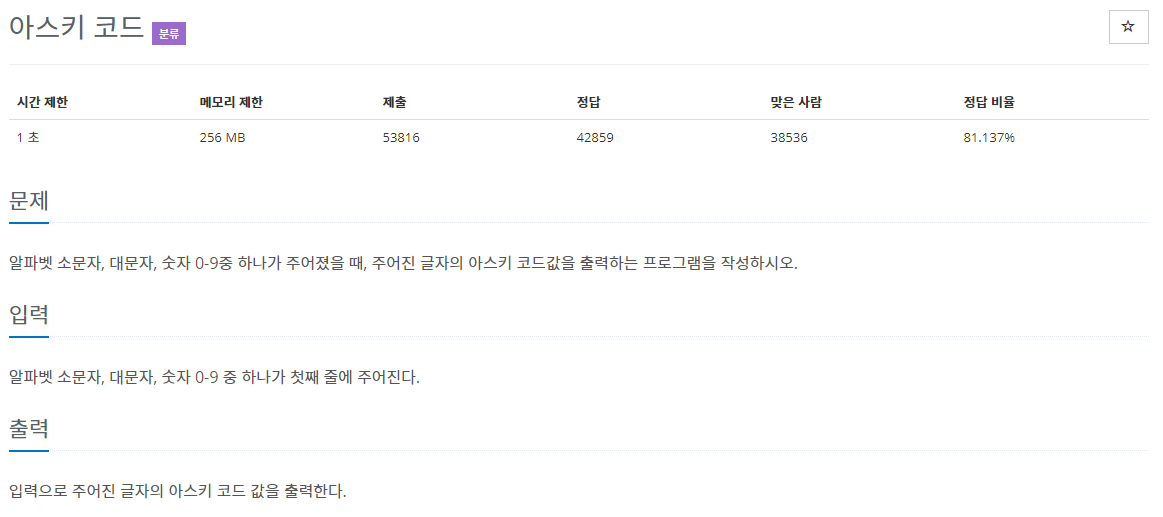 아스키 코드 분류
☆
시간 제한 메모리 제한 제출 정답 맞은 사람 정답 비율
1 초 256 MB 53816 42859 38536 81.137%
문제
알파벳 소문자, 대문자, 숫자 0-9중 하나가 주어졌을 때, 주어진 글자의 아스키 코드값을 출력하는 프로그램을 작성하시오.
입력
알파벳 소문자, 대문자, 숫자 0-9 중 하나가 첫째 줄에 주어진다.
출력
입력으로 주어진 글자의 아스키 코드 값을 출력한다.